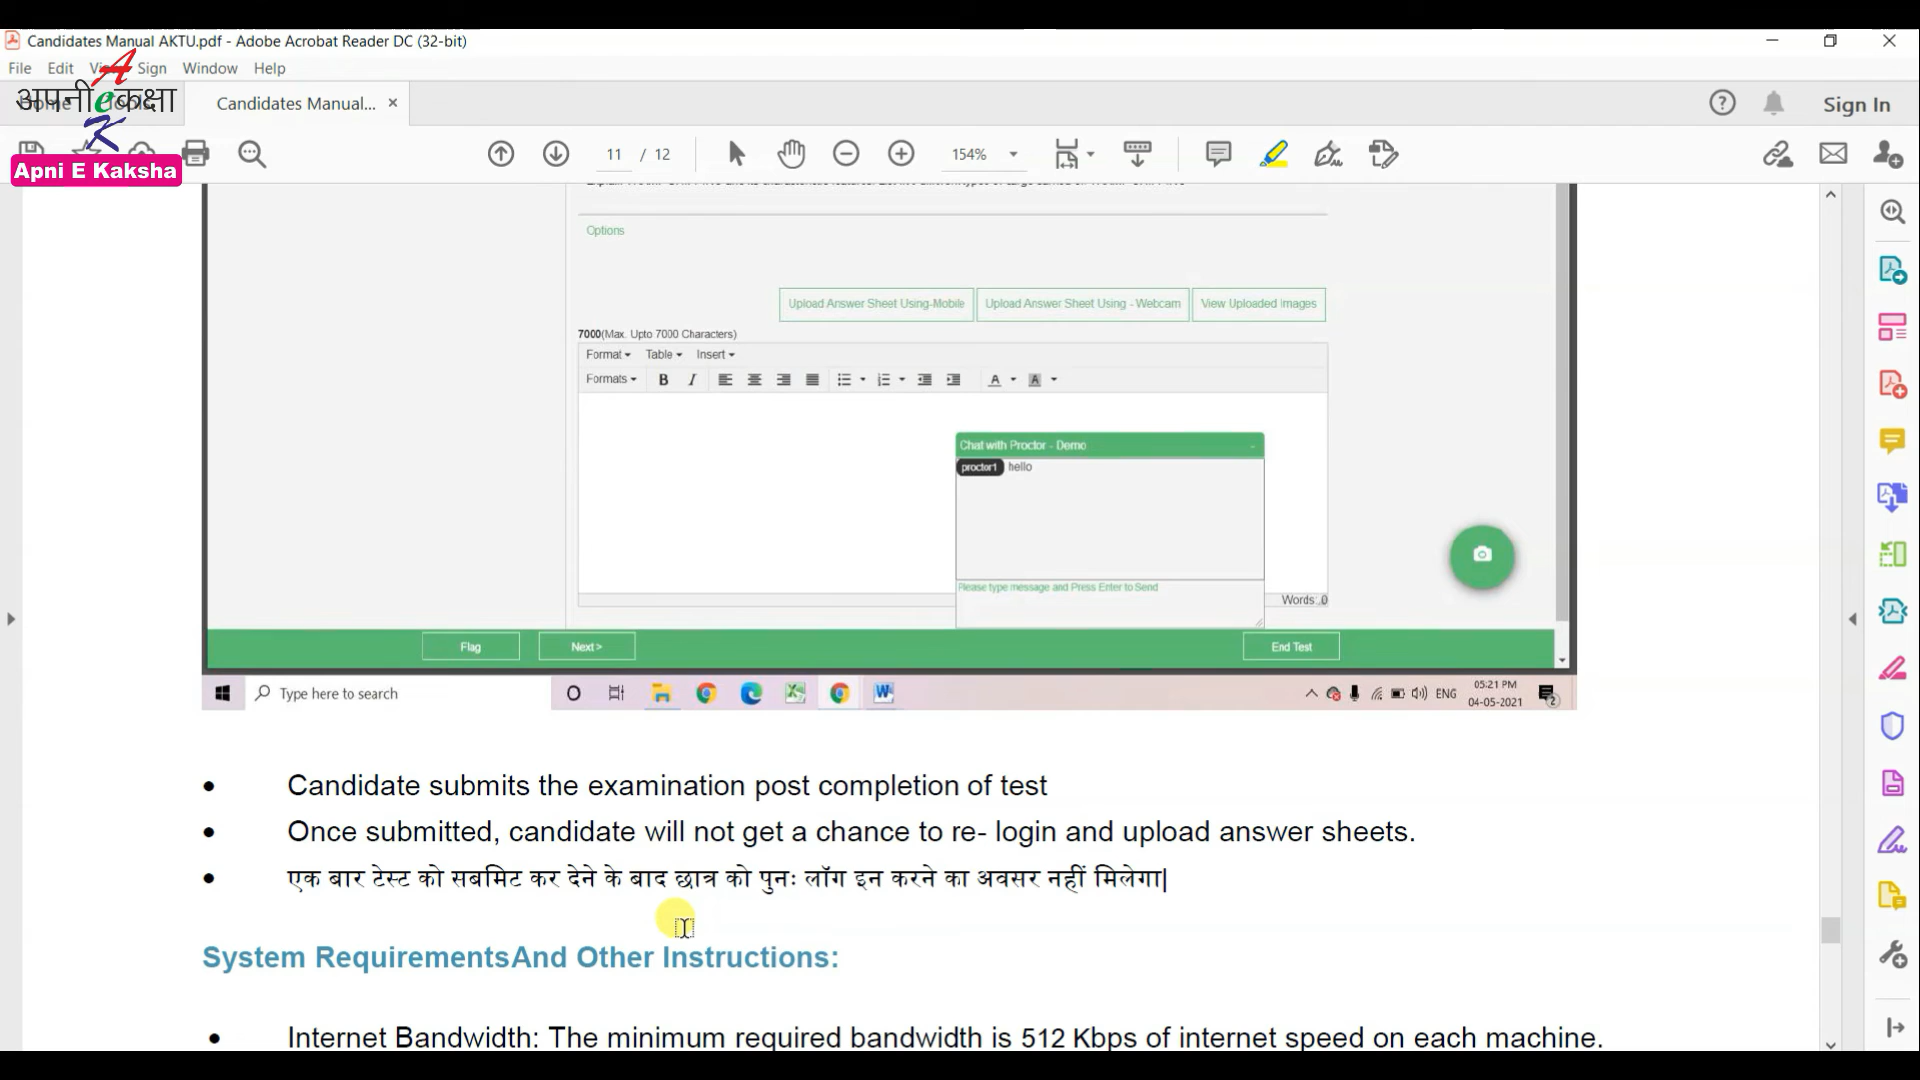 Candidates Manual AKTU.pdf - Adobe Acrobat Reader DC (32-bit)
File Edit Sign Window Help
अपनी e कक्षा
A
K
Apni E Kaksha
Candidates Manual... ×
Sign In
11 / 12
154%
Options
Upload Answer Sheet Using-Mobile
Upload Answer Sheet Using - Webcam
View Uploaded Images
7000(Max. Upto 7000 Characters)
Format Table Insert
Formats B I A A
Chat with Proctor - Demo
proctor1 hello
Please type message and Press Enter to Send
Words: 0
Flag
Next >
End Test
Type here to search
ENG
05:21 PM
04-05-2021
2
• Candidate submits the examination post completion of test
• Once submitted, candidate will not get a chance to re- login and upload answer sheets.
• एक बार टेस्ट को सबमिट कर देने के बाद छात्र को पुनः लॉग इन करने का अवसर नहीं मिलेगा|
System RequirementsAnd Other Instructions:
• Internet Bandwidth: The minimum required bandwidth is 512 Kbps of internet speed on each machine.